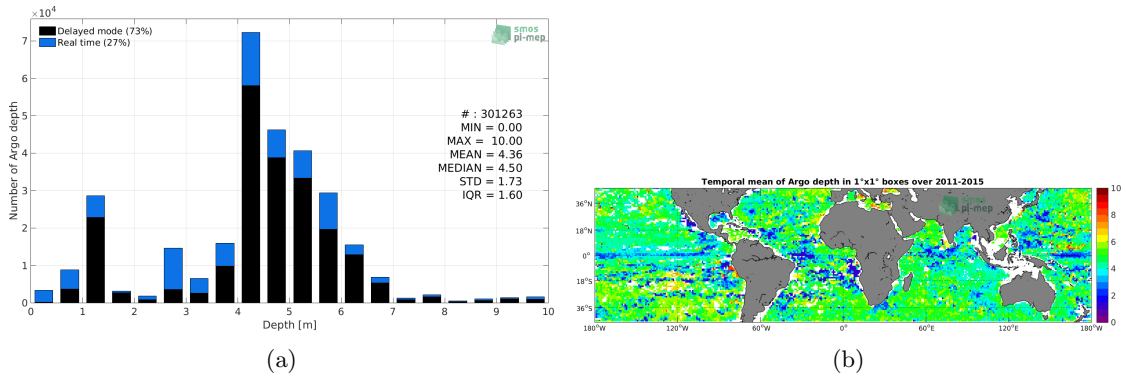 ×10⁴
Delayed mode (73%)
Real time (27%)
smos
pi-mep
# : 301263
MIN = 0.00
MAX = 10.00
MEAN = 4.36
MEDIAN = 4.50
STD = 1.73
IQR = 1.60
Number of Argo depth
7
6
5
4
3
2
1
0
0 1 2 3 4 5 6 7 8 9 10
Depth [m]
(a)
Temporal mean of Argo depth in 1°x1° boxes over 2011-2015
smos
pi-mep
36°N
18°N
0°
18°S
36°S
180°W 120°W 60°W 0° 60°E 120°E 180°W
10
8
6
4
2
0
(b)